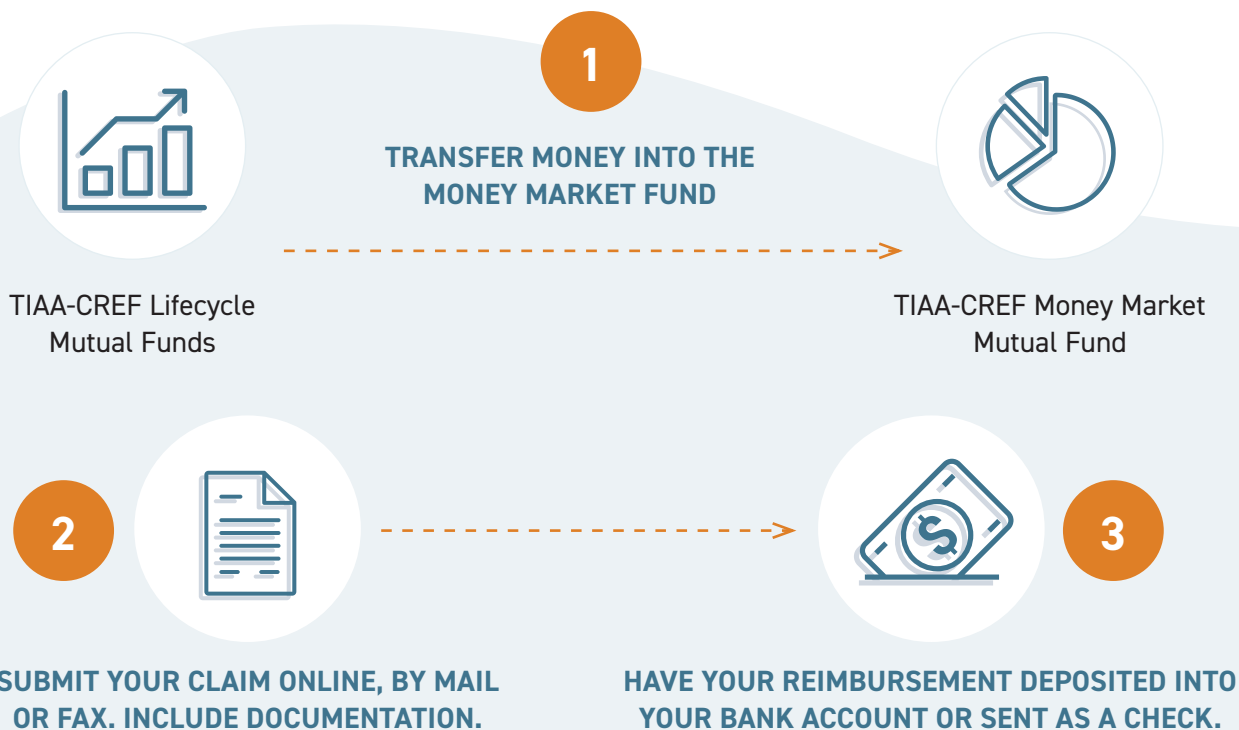 1
TRANSFER MONEY INTO THE
MONEY MARKET FUND
TIAA-CREF Lifecycle
Mutual Funds
TIAA-CREF Money Market
Mutual Fund
2
$
3
SUBMIT YOUR CLAIM ONLINE, BY MAIL
OR FAX. INCLUDE DOCUMENTATION.
HAVE YOUR REIMBURSEMENT DEPOSITED INTO
YOUR BANK ACCOUNT OR SENT AS A CHECK.